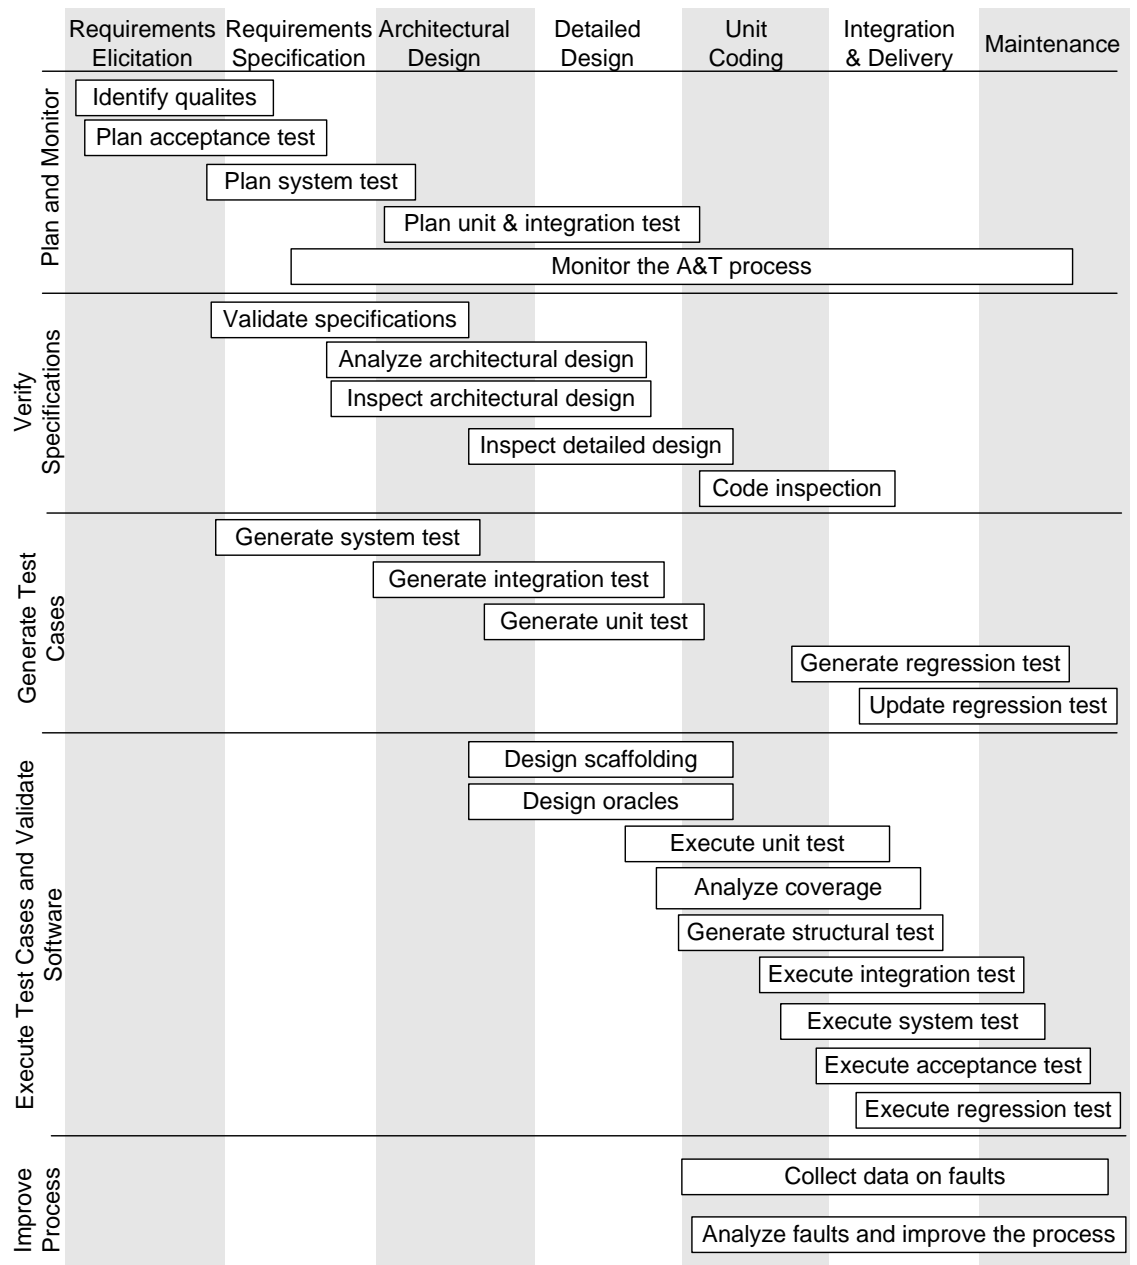 Requirements
Elicitation
Requirements
Specification
Architectural
Design
Detailed
Design
Unit
Coding
Integration
& Delivery
Maintenance
Plan and Monitor
Identify qualites
Plan acceptance test
Plan system test
Plan unit & integration test
Monitor the A&T process
Verify
Specifications
Validate specifications
Analyze architectural design
Inspect architectural design
Inspect detailed design
Code inspection
Generate Test
Cases
Generate system test
Generate integration test
Generate unit test
Generate regression test
Update regression test
Execute Test Cases and Validate
Software
Design scaffolding
Design oracles
Execute unit test
Analyze coverage
Generate structural test
Execute integration test
Execute system test
Execute acceptance test
Execute regression test
Improve
Process
Collect data on faults
Analyze faults and improve the process